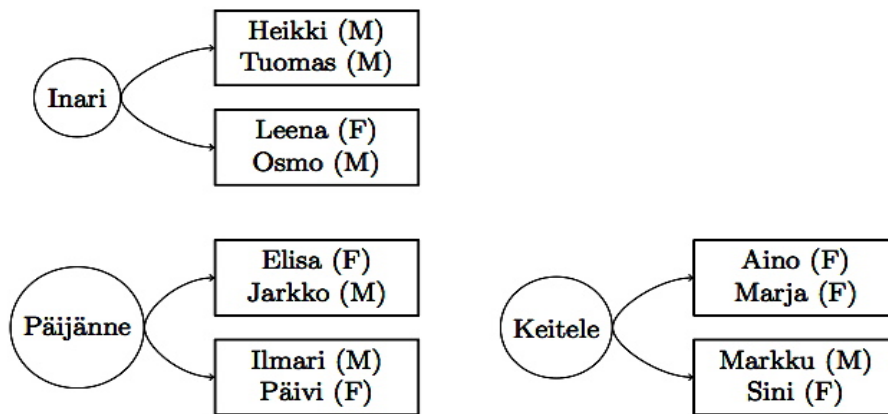 Inari
Heikki (M)
Tuomas (M)
Leena (F)
Osmo (M)
Päijänne
Elisa (F)
Jarkko (M)
Ilmari (M)
Päivi (F)
Keitele
Aino (F)
Marja (F)
Markku (M)
Sini (F)